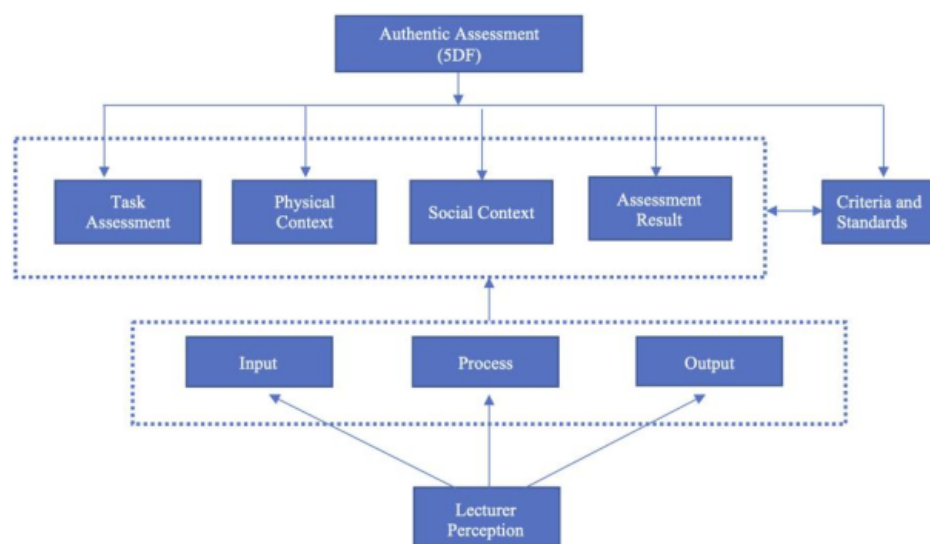 Authentic Assessment
(5DF)
Task
Assessment
Physical
Context
Social Context
Assessment
Result
Criteria and
Standards
Input
Process
Output
Lecturer
Perception